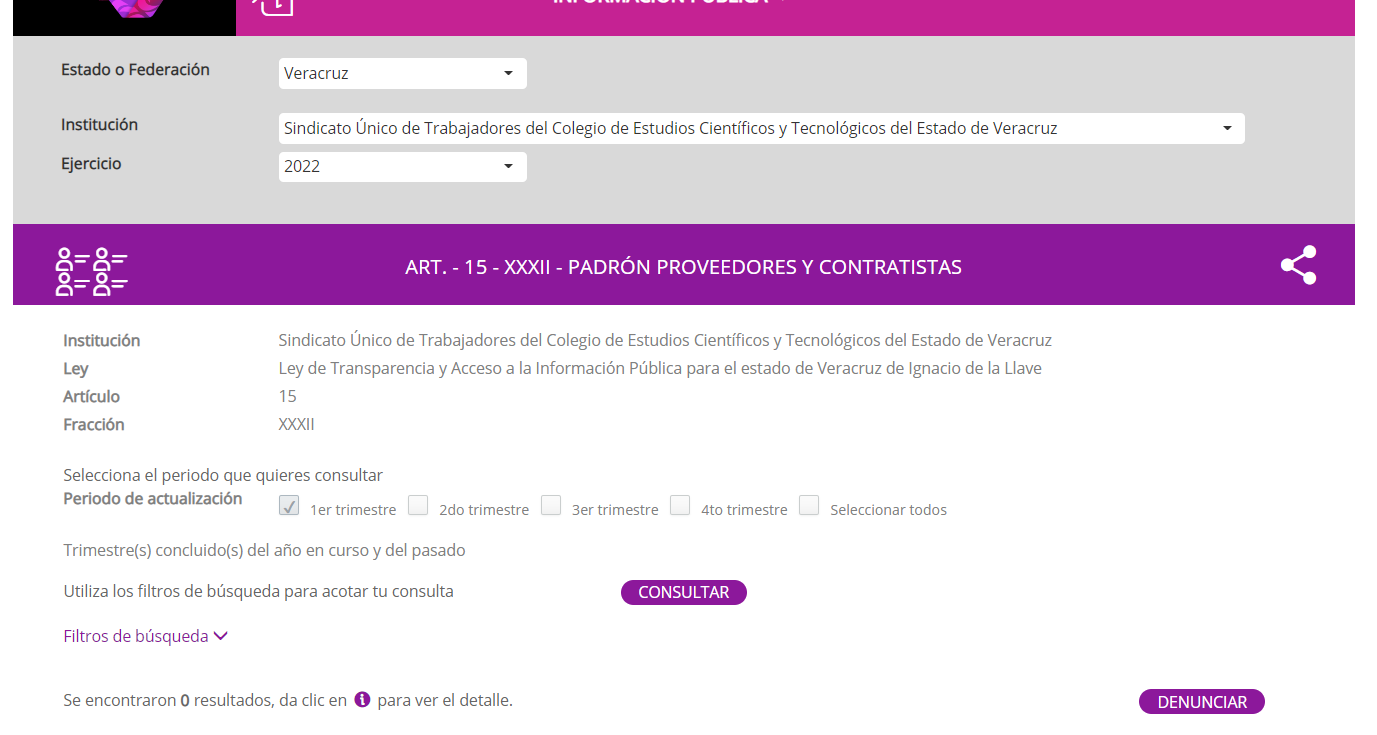 INFORMACIÓN PÚBLICA
Estado o Federación
Veracruz
Institución
Sindicato Único de Trabajadores del Colegio de Estudios Científicos y Tecnológicos del Estado de Veracruz
Ejercicio
2022
ART. - 15 - XXXII - PADRÓN PROVEEDORES Y CONTRATISTAS
Institución Sindicato Único de Trabajadores del Colegio de Estudios Científicos y Tecnológicos del Estado de Veracruz
Ley Ley de Transparencia y Acceso a la Información Pública para el estado de Veracruz de Ignacio de la Llave
Artículo 15
Fracción XXXII
Selecciona el periodo que quieres consultar
Periodo de actualización 1er trimestre 2do trimestre 3er trimestre 4to trimestre Seleccionar todos
Trimestre(s) concluido(s) del año en curso y del pasado
Utiliza los filtros de búsqueda para acotar tu consulta CONSULTAR
Filtros de búsqueda
Se encontraron 0 resultados, da clic en para ver el detalle. DENUNCIAR